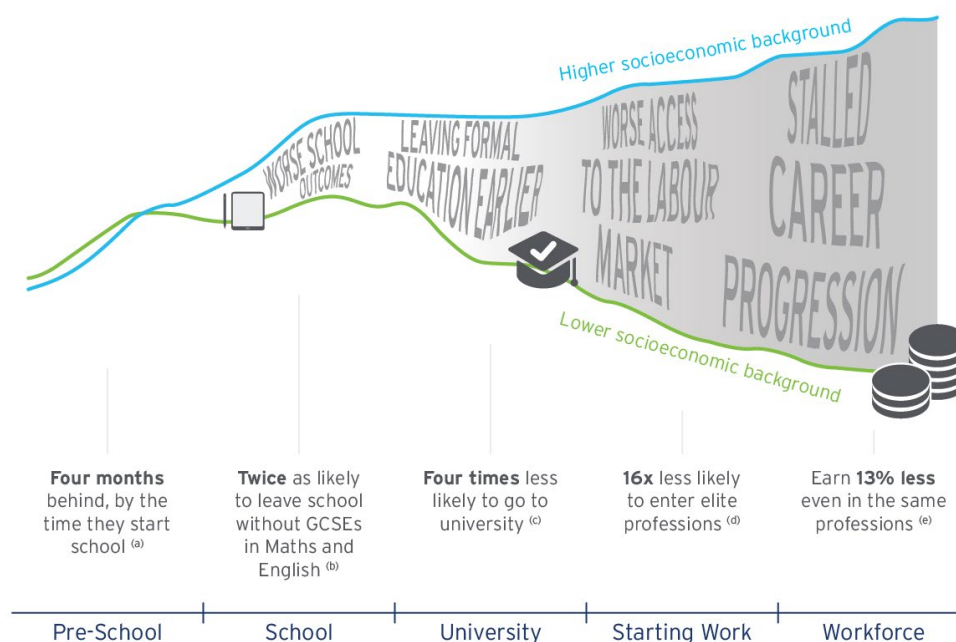 Higher socioeconomic background
WORSE SCHOOL
OUTCOMES
LEAVING FORMAL
EDUCATION EARLIER
WORSE ACCESS
TO THE LABOUR
MARKET
STALLED
CAREER
PROGRESSION
Lower socioeconomic background
Four months
behind, by the
time they start
school (a)
Twice as likely
to leave school
without GCSEs
in Maths and
English (b)
Four times less
likely to go to
university (c)
16x less likely
to enter elite
professions (d)
Earn 13% less
even in the same
professions (e)
Pre-School
School
University
Starting Work
Workforce